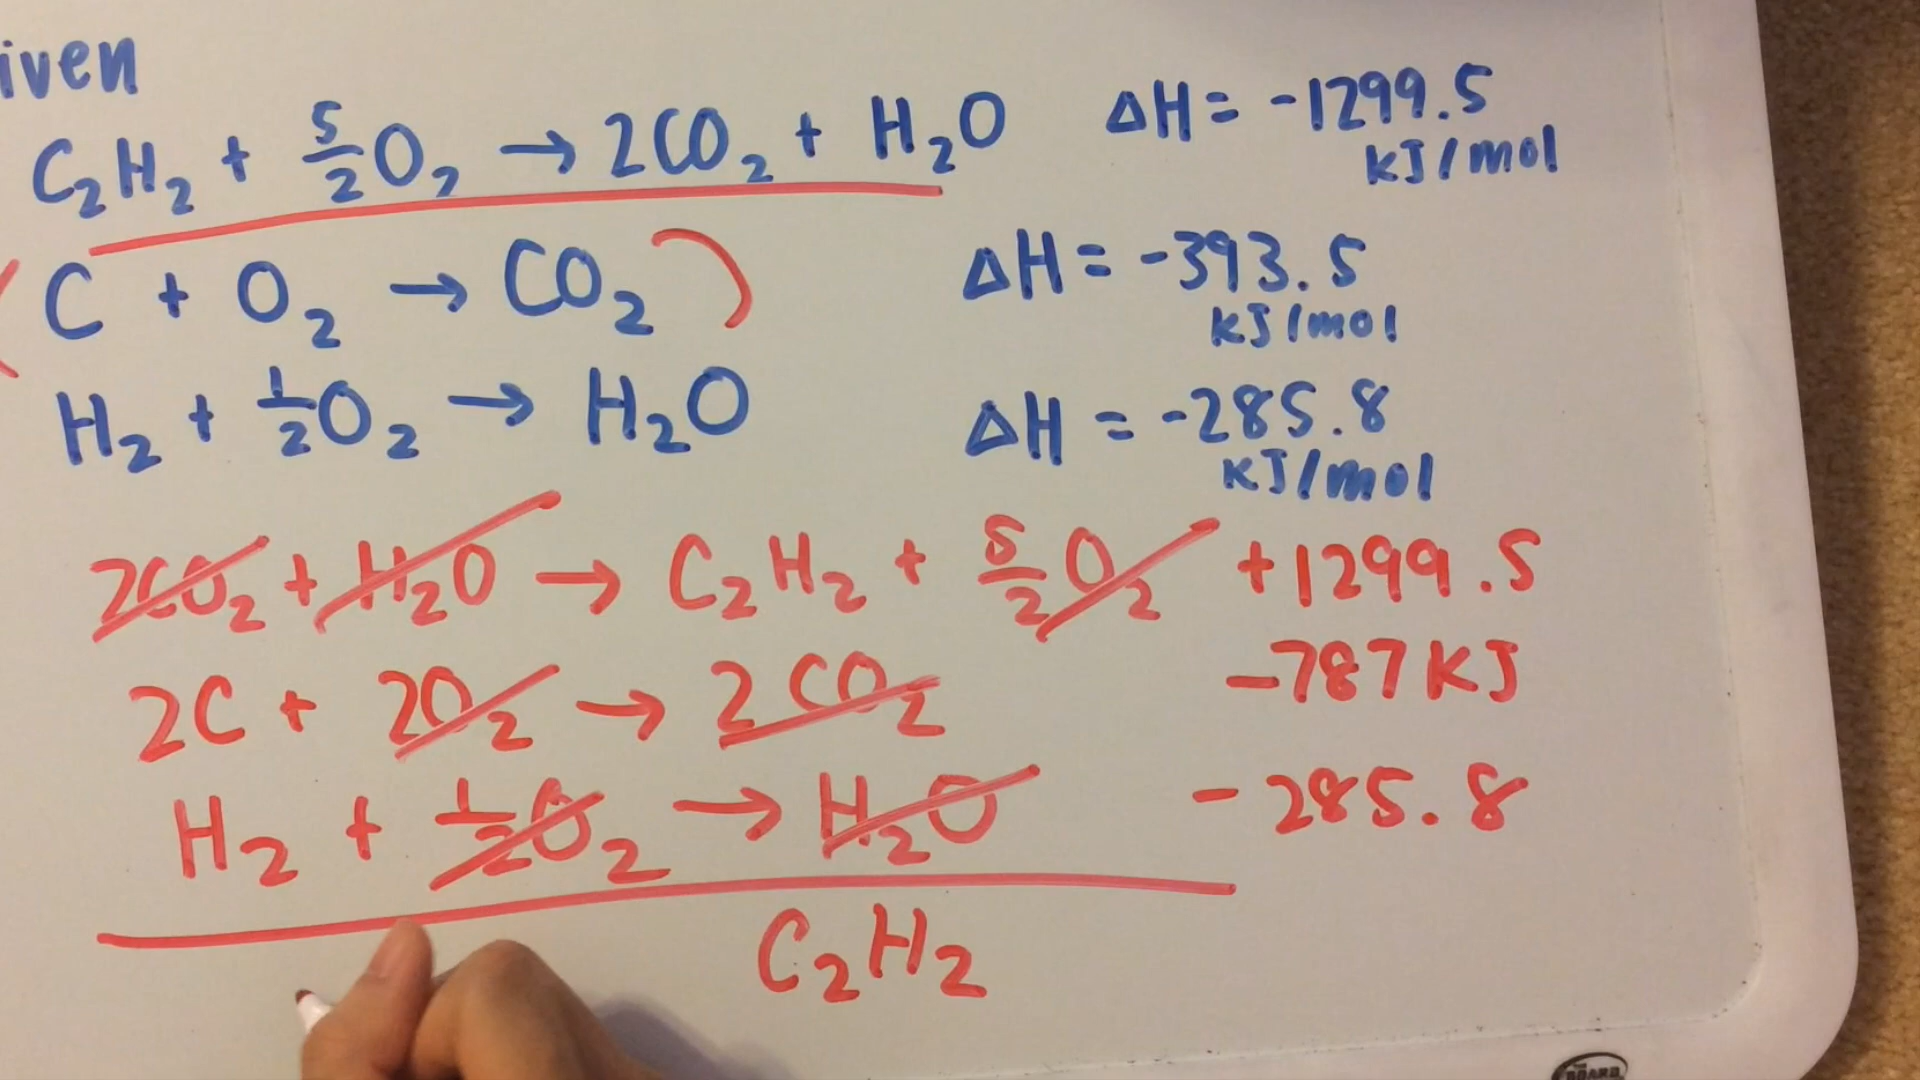 iven
C₂H₂ + 5/2 O₂ → 2CO₂ + H₂O ΔH = -1299.5
KJ/mol
C + O₂ → CO₂ ) ΔH = -393.5
KJ/mol
H₂ + 1/2 O₂ → H₂O ΔH = -285.8
KJ/mol
2CO₂ + H₂O → C₂H₂ + 5/2 O₂ +1299.5
2C + 2O₂ → 2CO₂ -787KJ
H₂ + 1/2 O₂ → H₂O -285.8
C₂H₂
BOARD